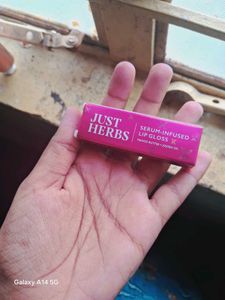 JUST
HERBS
SERUM-INFUSED
LIP GLOSS
Galaxy A14 5G